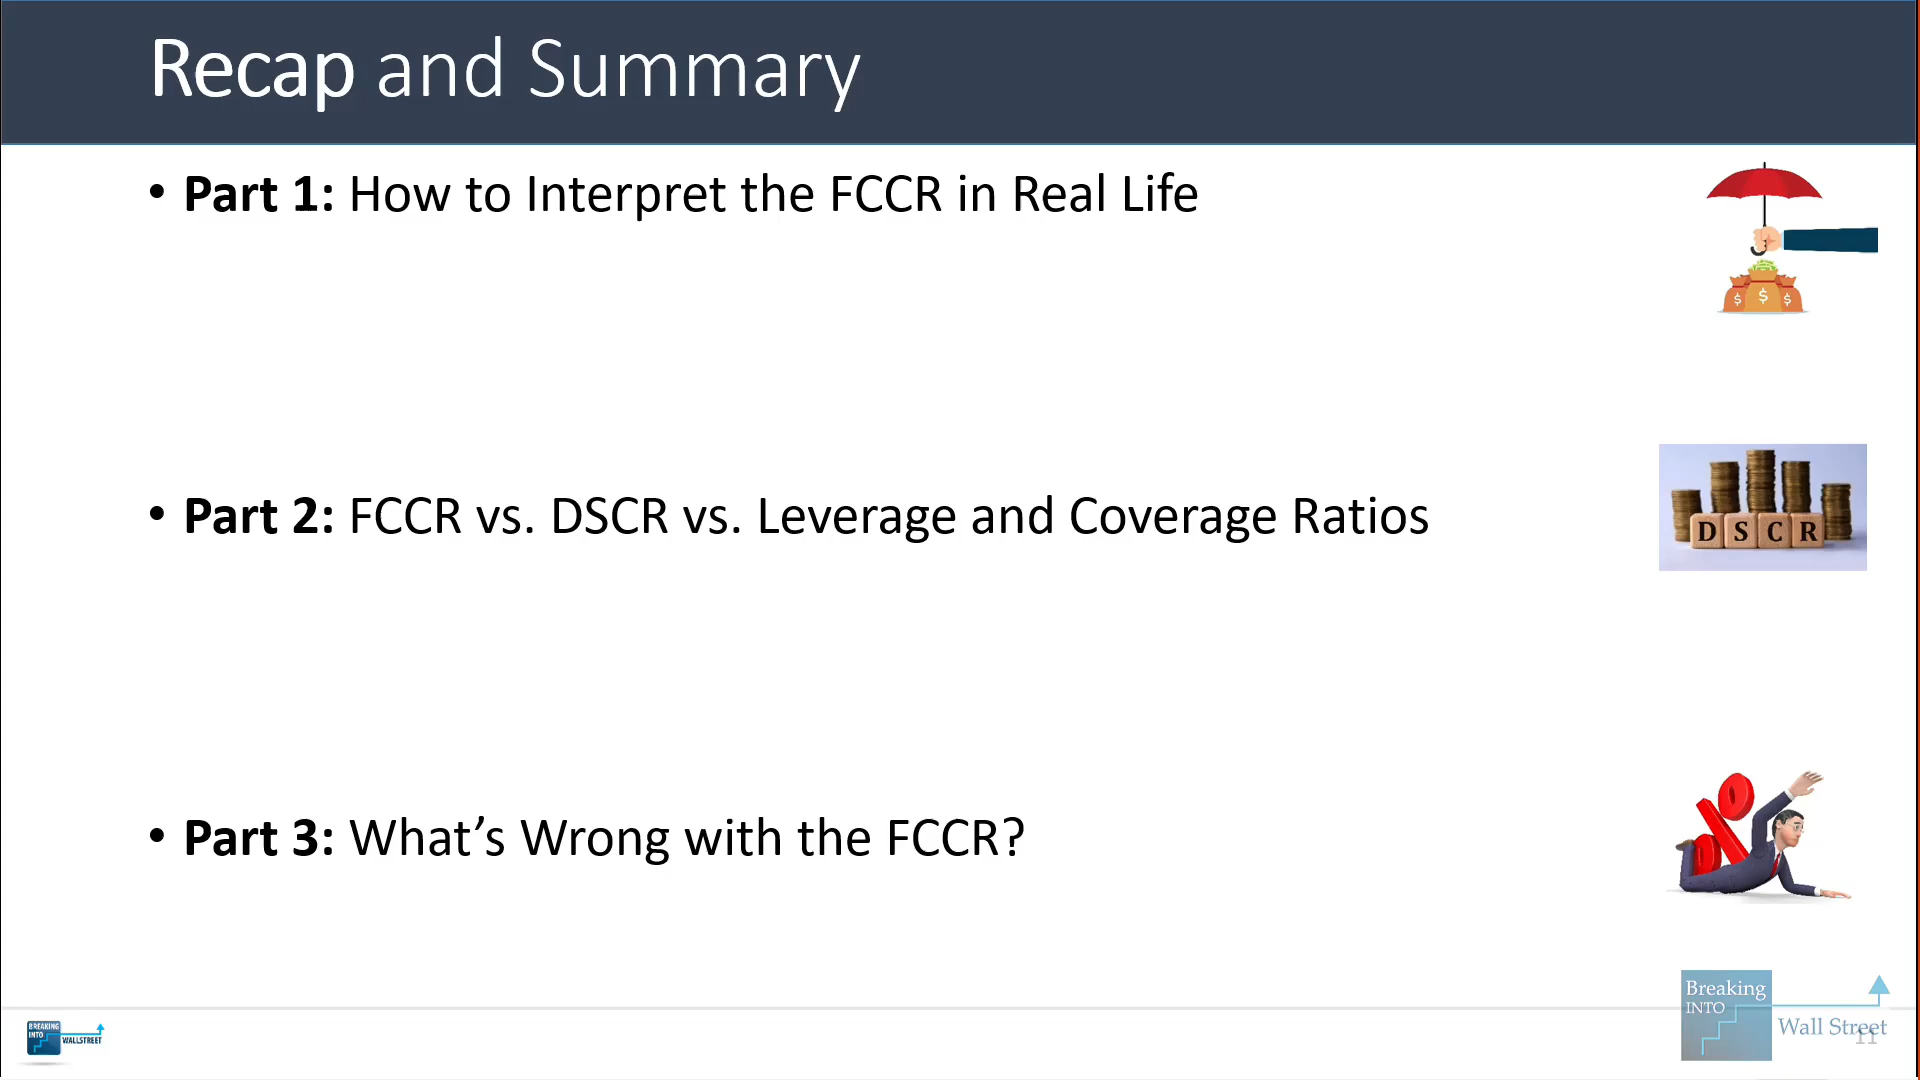 Recap and Summary
• Part 1: How to Interpret the FCCR in Real Life
$ $ $
• Part 2: FCCR vs. DSCR vs. Leverage and Coverage Ratios
D S C R
• Part 3: What’s Wrong with the FCCR?
BREAKING
INTO
WALLSTREET
Breaking
INTO
Wall Street
11